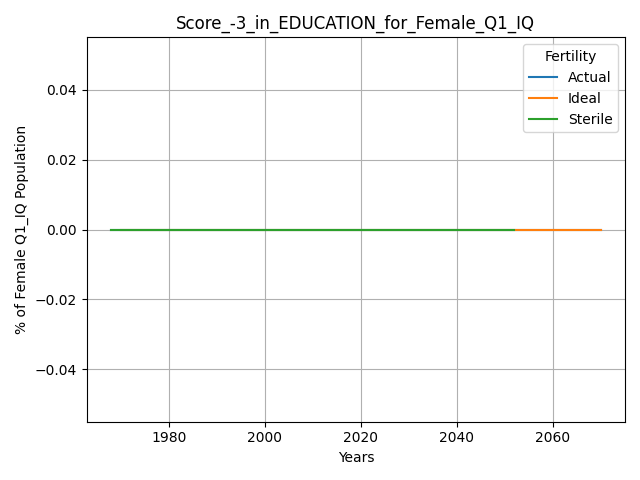 Score_-3_in_EDUCATION_for_Female_Q1_IQ
Fertility
Actual
Ideal
Sterile
% of Female Q1_IQ Population
0.04
0.02
0.00
−0.02
−0.04
1980 2000 2020 2040 2060
Years